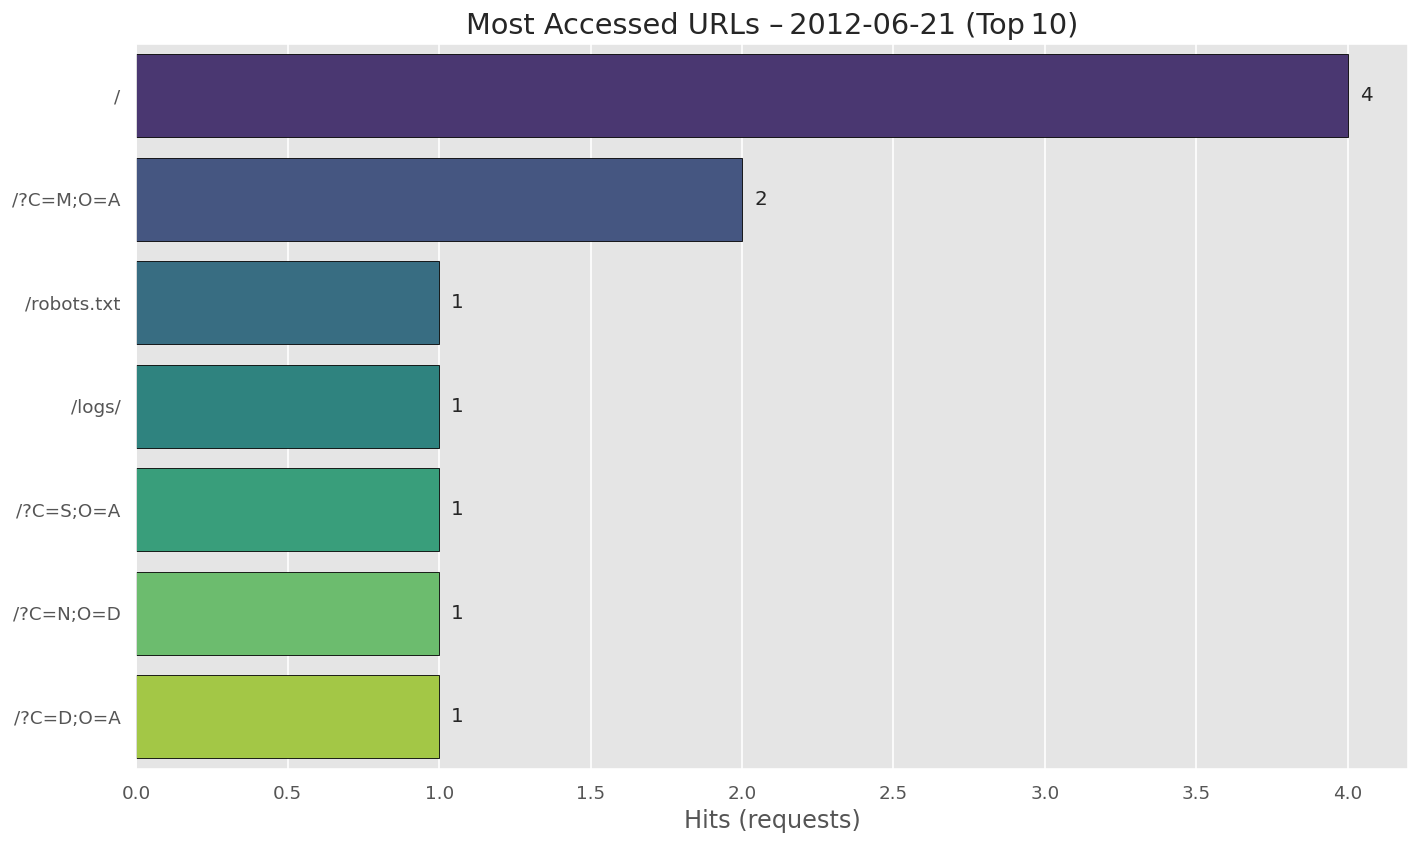 Most Accessed URLs – 2012-06-21 (Top 10)
/ 4
/?C=M;O=A 2
/robots.txt 1
/logs/ 1
/?C=S;O=A 1
/?C=N;O=D 1
/?C=D;O=A 1
0.0 0.5 1.0 1.5 2.0 2.5 3.0 3.5 4.0
Hits (requests)